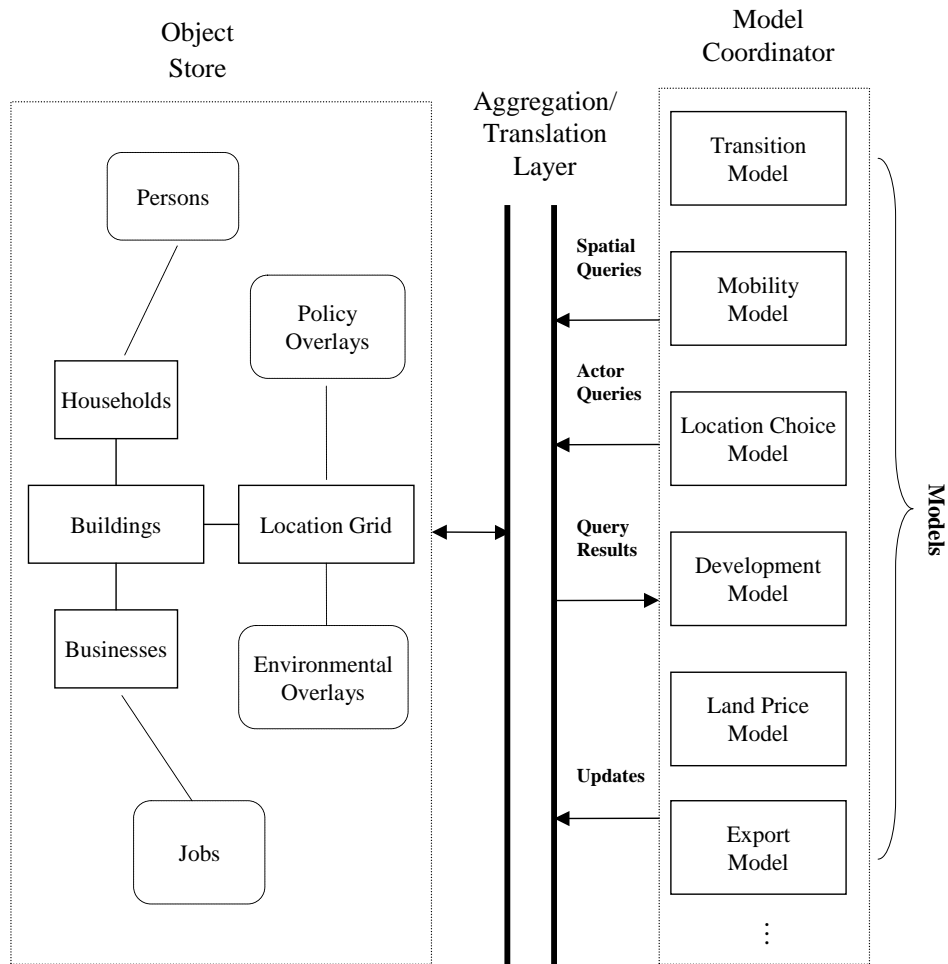 Object
Store
Persons
Policy
Overlays
Households
Buildings
Location Grid
Businesses
Environmental
Overlays
Jobs
Aggregation/
Translation
Layer
Spatial
Queries
Actor
Queries
Query
Results
Updates
Model
Coordinator
Transition
Model
Mobility
Model
Location Choice
Model
Development
Model
Land Price
Model
Export
Model
...
Models